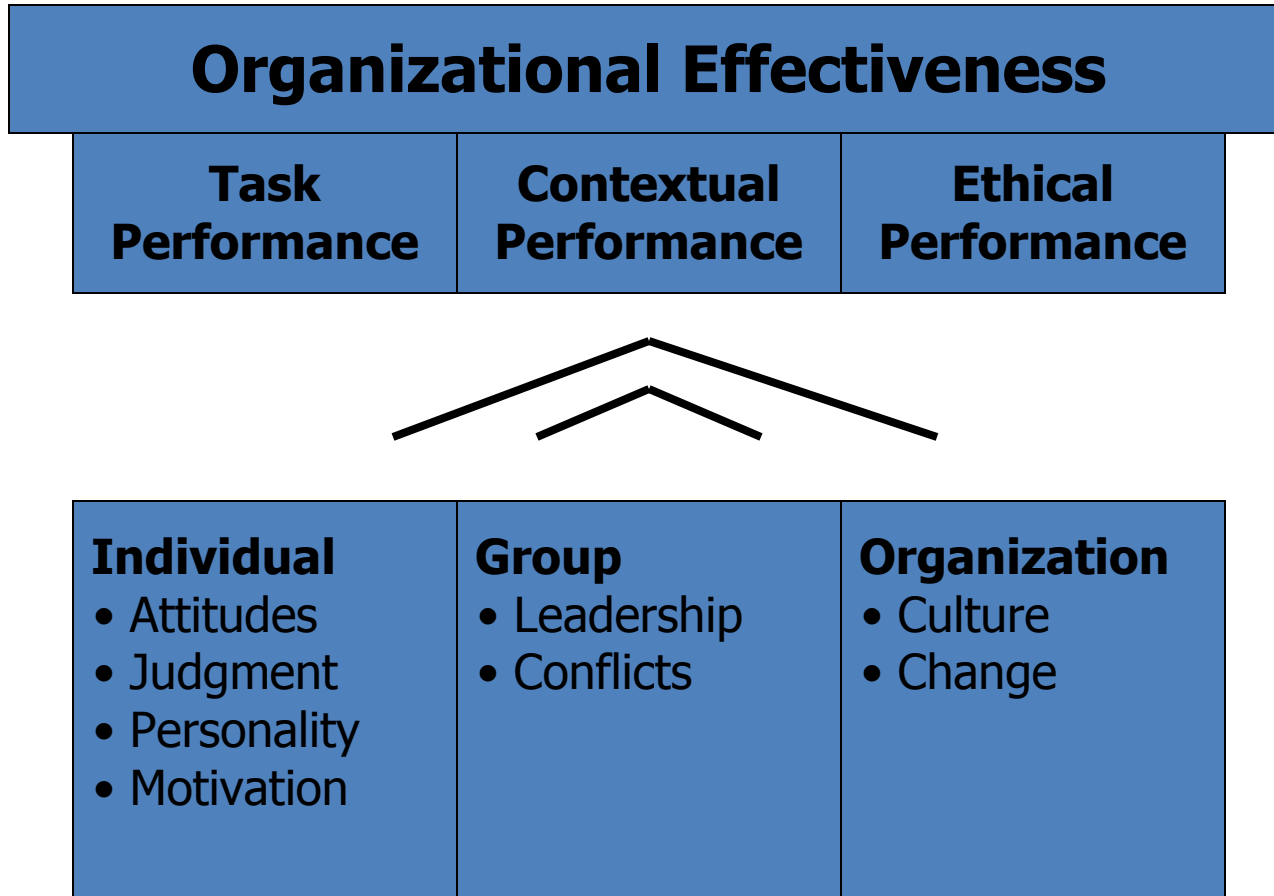 Organizational Effectiveness
Task
Performance
Contextual
Performance
Ethical
Performance
Individual
• Attitudes
• Judgment
• Personality
• Motivation
Group
• Leadership
• Conflicts
Organization
• Culture
• Change